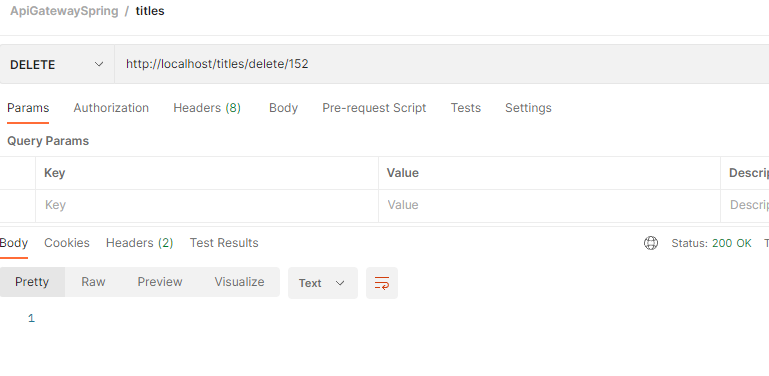 ApiGatewaySpring / titles
DELETE http://localhost/titles/delete/152
Params Authorization Headers (8) Body Pre-request Script Tests Settings
Query Params
Key Value Descrip
Key Value Descrip
Body Cookies Headers (2) Test Results Status: 200 OK T
Pretty Raw Preview Visualize Text
1